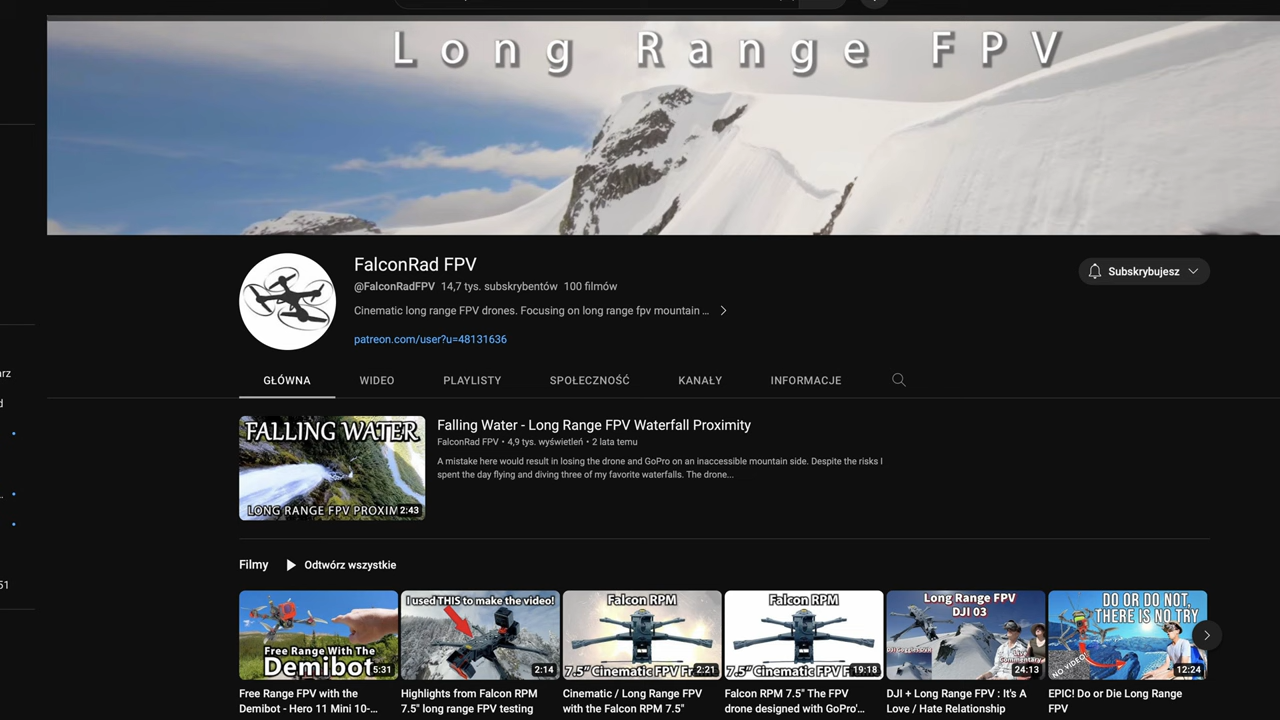 Long Range FPV
FalconRad FPV
Subskrybujesz
@FalconRadFPV 14,7 tys. subskrybentów 100 filmów
Cinematic long range FPV drones. Focusing on long range fpv mountain ...
patreon.com/user?u=48131636
GŁÓWNA WIDEO PLAYLISTY SPOŁECZNOŚĆ KANAŁY INFORMACJE
FALLING WATER
LONG RANGE FPV PROXIM
2:43
Falling Water - Long Range FPV Waterfall Proximity
FalconRad FPV • 4,9 tys. wyświetleń • 2 lata temu
A mistake here would result in losing the drone and GoPro on an inaccessible mountain side. Despite the risks I
spent the day flying and diving three of my favorite waterfalls. The drone...
51
Filmy Odtwórz wszystkie
Free Range With The
Demibot
5:31
Free Range FPV with the
Demibot - Hero 11 Mini 10-...
I used THIS to make the video!
2:14
Highlights from Falcon RPM
7.5" long range FPV testing
Falcon RPM
7.5" Cinematic FPV Fr
2:21
Cinematic / Long Range FPV
with the Falcon RPM 7.5"
Falcon RPM
7.5" Cinematic FPV F
19:18
Falcon RPM 7.5" The FPV
drone designed with GoPro'...
Long Range FPV
DJI 03
Live
Commentary
24:13
DJI + Long Range FPV : It's A
Love / Hate Relationship
DO OR DO NOT,
THERE IS NO TRY
NO VIDEO!
12:24
EPIC! Do or Die Long Range
FPV